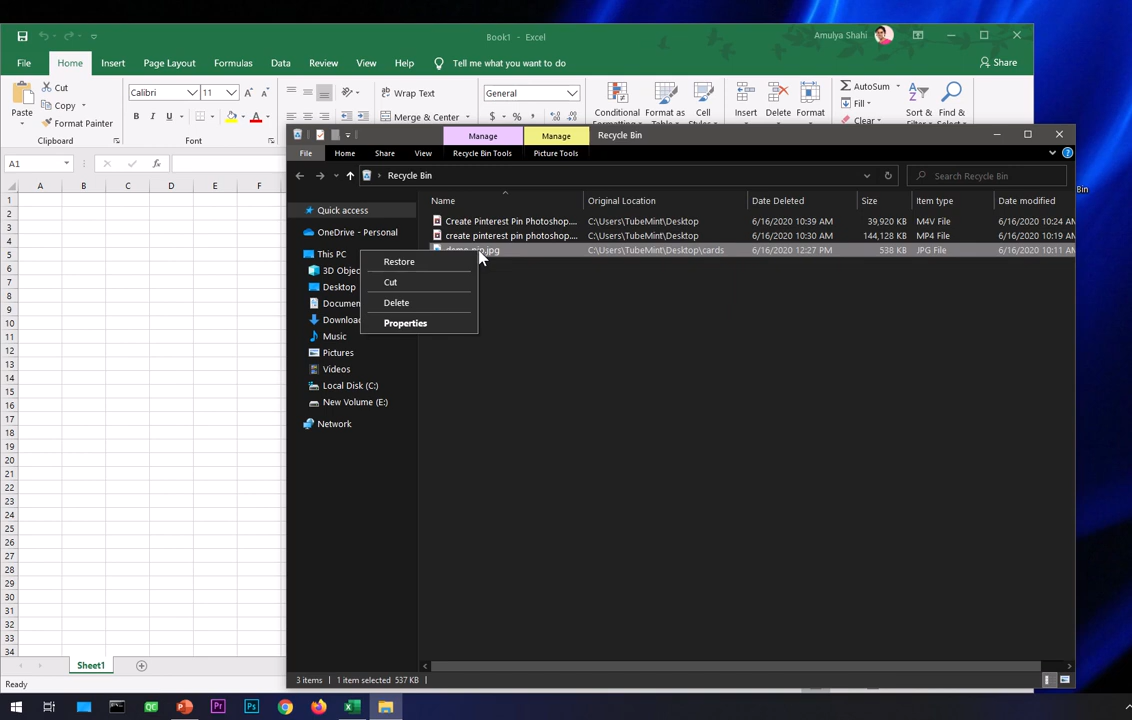 Book1 - Excel
Amulya Shahi
File Home Insert Page Layout Formulas Data Review View Help Tell me what you want to do Share
Paste
Cut
Copy
Format Painter
Clipboard
Calibri 11
B I U
Font
Wrap Text
Merge & Center
General
Conditional
Format as
Cell
Table
Styles
Insert Delete Format
AutoSum
Fill
Clear
Sort &
Find &
A1
A B C D E F
1
2
3
4
5
6
7
8
9
10
11
12
13
14
15
16
17
18
19
20
21
22
23
24
25
26
27
28
29
30
31
32
33
34
Sheet1
Ready
Manage Manage Recycle Bin
File Home Share View Recycle Bin Tools Picture Tools
Recycle Bin
Search Recycle Bin
Bin
Quick access
OneDrive - Personal
This PC
3D Objec
Desktop
Documen
Downloa
Music
Pictures
Videos
Local Disk (C:)
New Volume (E:)
Network
Name Original Location Date Deleted Size Item type Date modified
Create Pinterest Pin Photoshop.... C:\Users\TubeMint\Desktop 6/16/2020 10:39 AM 39,920 KB M4V File 6/16/2020 10:24 AM
create pinterest pin photoshop.... C:\Users\TubeMint\Desktop 6/16/2020 10:30 AM 144,128 KB MP4 File 6/16/2020 10:19 AM
C:\Users\TubeMint\Desktop\cards 6/16/2020 12:27 PM 538 KB JPG File 6/16/2020 10:11 AM
Restore
Cut
Delete
Properties
3 items 1 item selected 537 KB